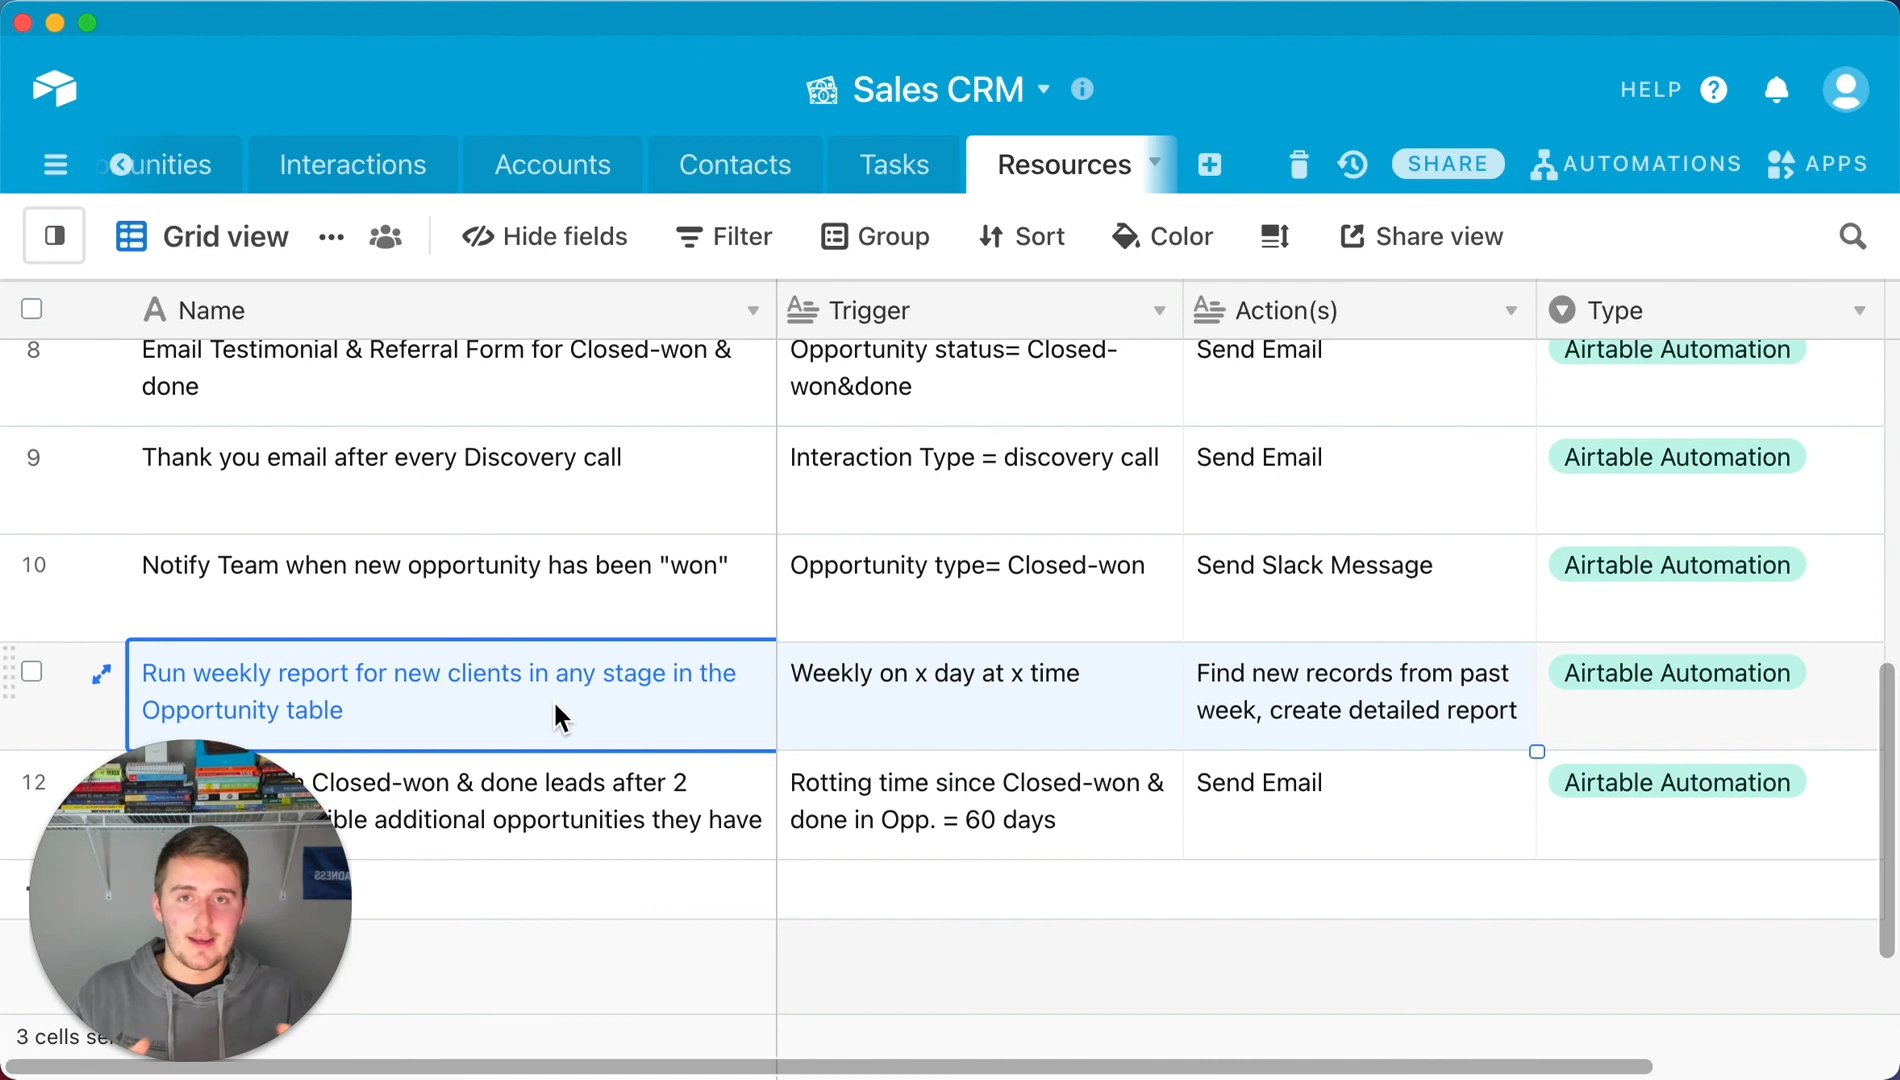 Sales CRM
HELP
unities
Interactions
Accounts
Contacts
Tasks
Resources
SHARE
AUTOMATIONS
APPS
Grid view
Hide fields
Filter
Group
Sort
Color
Share view
Name
Trigger
Action(s)
Type
8
Email Testimonial & Referral Form for Closed-won &
done
Opportunity status= Closed-
won&done
Send Email
Airtable Automation
9
Thank you email after every Discovery call
Interaction Type = discovery call
Send Email
Airtable Automation
10
Notify Team when new opportunity has been "won"
Opportunity type= Closed-won
Send Slack Message
Airtable Automation
Run weekly report for new clients in any stage in the
Opportunity table
Weekly on x day at x time
Find new records from past
week, create detailed report
Airtable Automation
12
Closed-won & done leads after 2
additional opportunities they have
Rotting time since Closed-won &
done in Opp. = 60 days
Send Email
Airtable Automation
3 cells